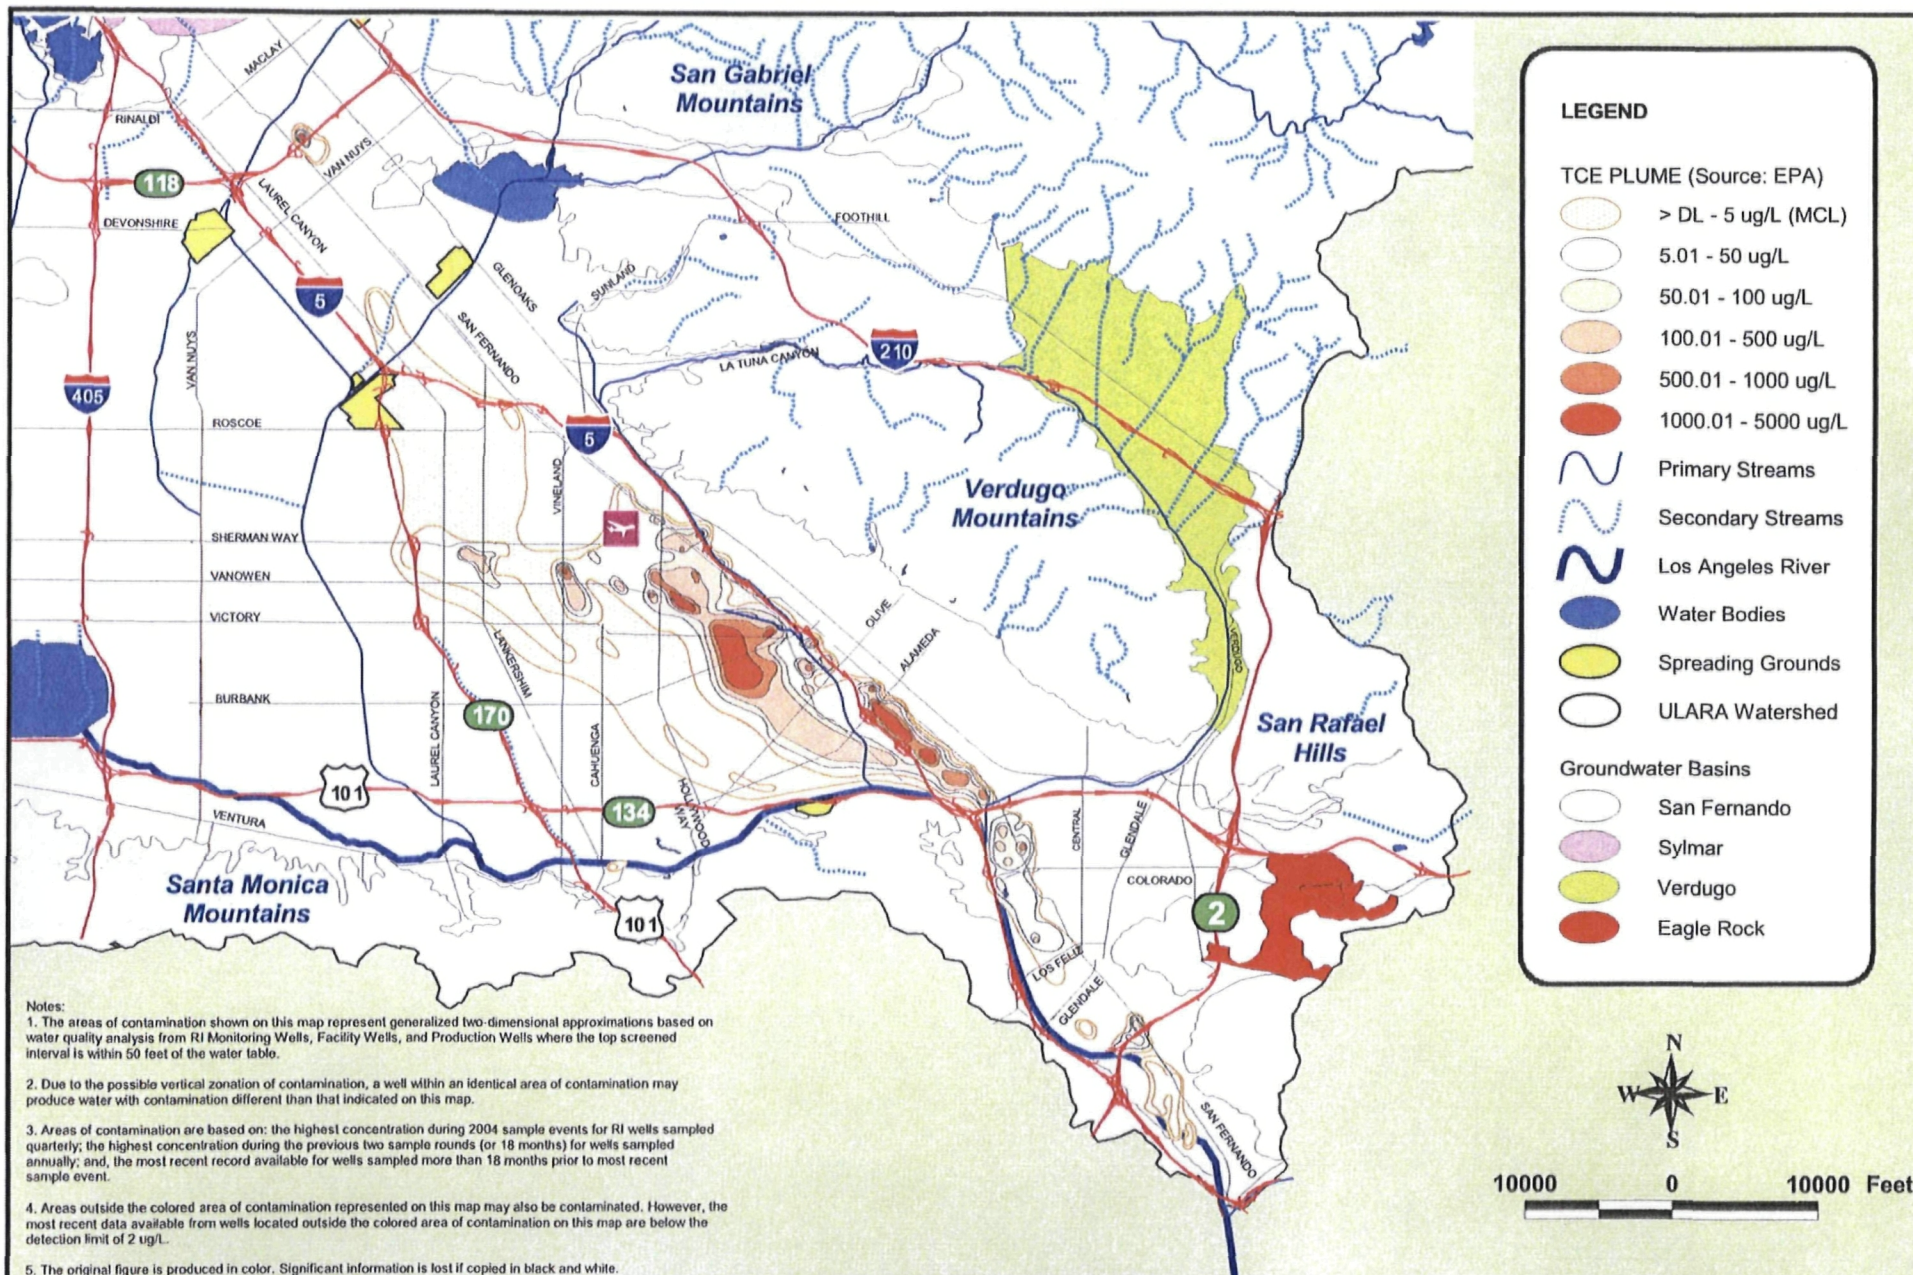 San Gabriel
Mountains
MACLAY
RINALDI
VAN NUYS
118
LAUREL CANYON
DEVONSHIRE
FOOTHILL
GLENOAKS
SUNLAND
5
SAN FERNANDO
VAN NUYS
LA TUNA CANYON
210
405
ROSCOE
5
VINELAND
Verdugo
Mountains
SHERMAN WAY
VANOWEN
VICTORY
OLIVE
ALAMEDA
LANKERSHIM
VERDUGO
BURBANK
170
LAUREL CANYON
CAHUENGA
San Rafael
Hills
101
134
HOLLYWOOD
WAY
VENTURA
CENTRAL
GLENDALE
COLORADO
Santa Monica
Mountains
101
2
LOS FELIZ
GLENDALE
SAN FERNANDO
LEGEND
TCE PLUME (Source: EPA)
> DL - 5 ug/L (MCL)
5.01 - 50 ug/L
50.01 - 100 ug/L
100.01 - 500 ug/L
500.01 - 1000 ug/L
1000.01 - 5000 ug/L
Primary Streams
Secondary Streams
Los Angeles River
Water Bodies
Spreading Grounds
ULARA Watershed
Groundwater Basins
San Fernando
Sylmar
Verdugo
Eagle Rock
N
W E
S
10000 0 10000 Feet
Notes:
1. The areas of contamination shown on this map represent generalized two-dimensional approximations based on
water quality analysis from RI Monitoring Wells, Facility Wells, and Production Wells where the top screened
interval is within 50 feet of the water table.
2. Due to the possible vertical zonation of contamination, a well within an identical area of contamination may
produce water with contamination different than that indicated on this map.
3. Areas of contamination are based on: the highest concentration during 2004 sample events for RI wells sampled
quarterly; the highest concentration during the previous two sample rounds (or 18 months) for wells sampled
annually; and, the most recent record available for wells sampled more than 18 months prior to most recent
sample event.
4. Areas outside the colored area of contamination represented on this map may also be contaminated. However, the
most recent data available from wells located outside the colored area of contamination on this map are below the
detection limit of 2 ug/L.
5. The original figure is produced in color. Significant information is lost if copied in black and white.